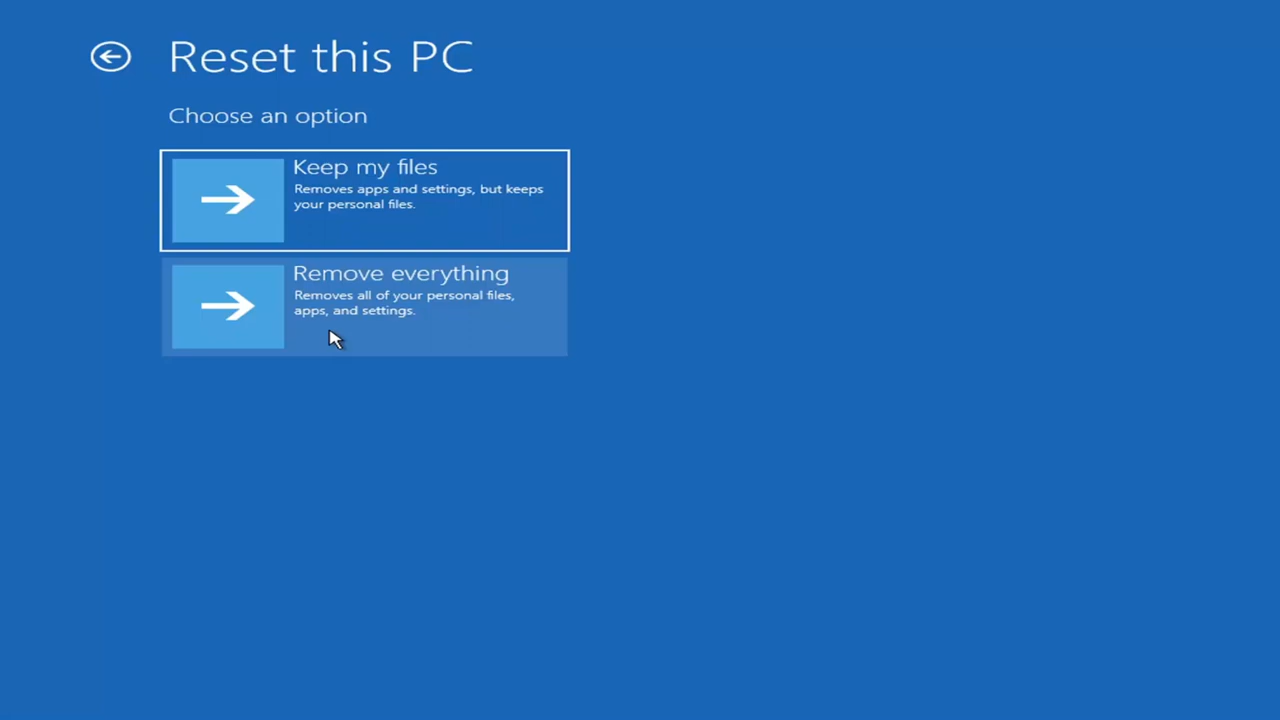 Reset this PC
Choose an option
Keep my files
Removes apps and settings, but keeps
your personal files.
Remove everything
Removes all of your personal files,
apps, and settings.